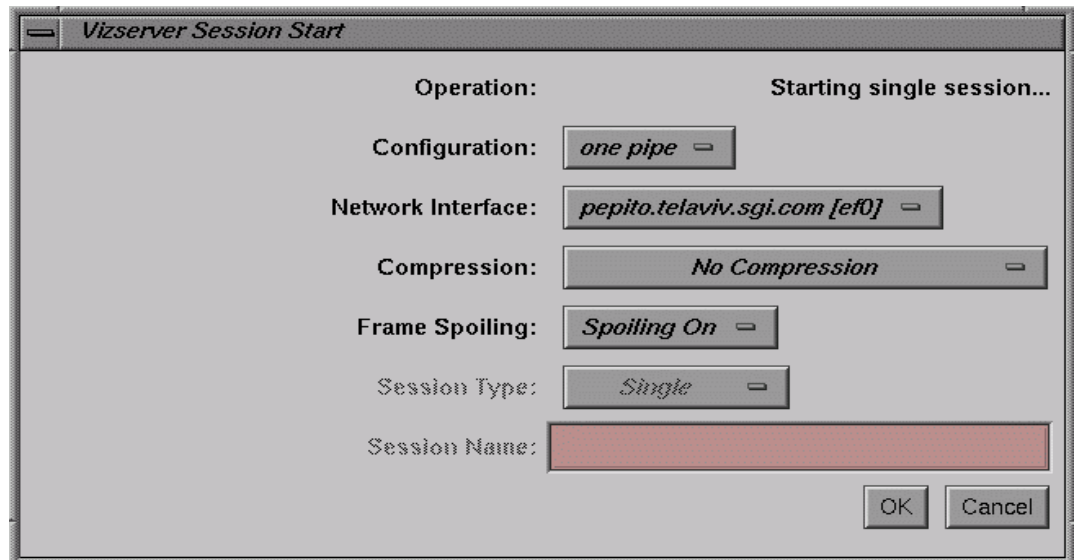 Vizserver Session Start
Operation: Starting single session...
Configuration: one pipe
Network Interface: pepito.telaviv.sgi.com [ef0]
Compression: No Compression
Frame Spoiling: Spoiling On
Session Type: Single
Session Name:
OK Cancel